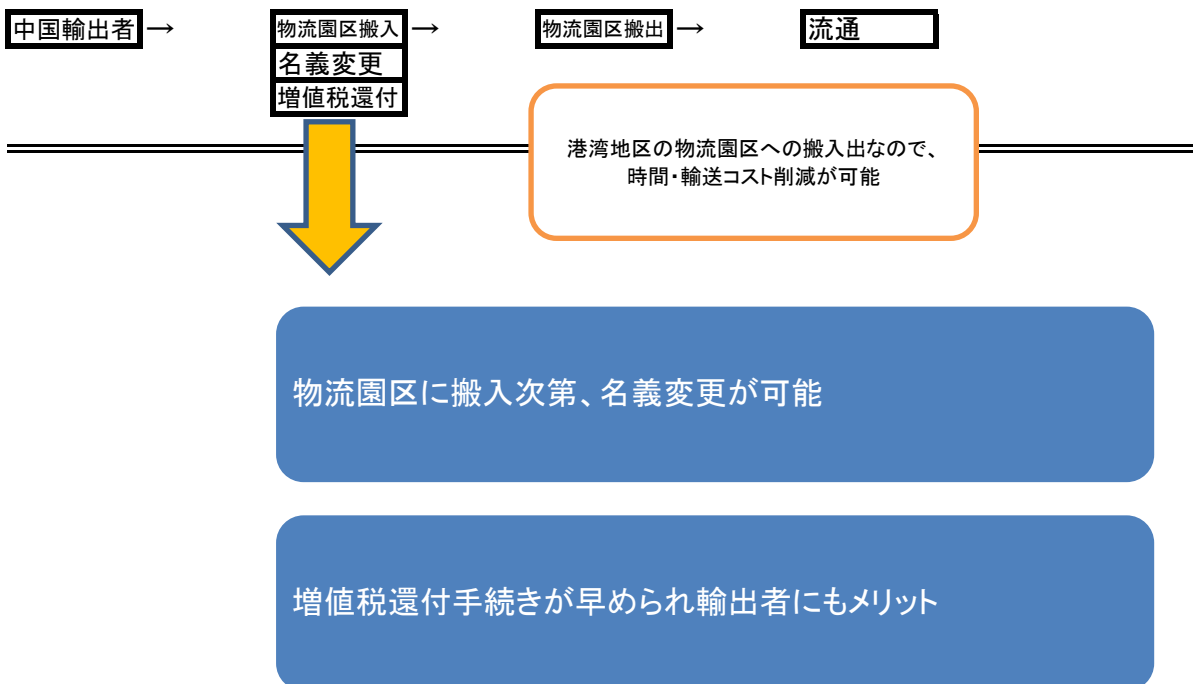 中国輸出者 → 物流園区搬入 → 物流園区搬出 → 流通
名義変更
増値税還付
港湾地区の物流園区への搬入出なので、
時間・輸送コスト削減が可能
物流園区に搬入次第、名義変更が可能
増値税還付手続きが早められ輸出者にもメリット